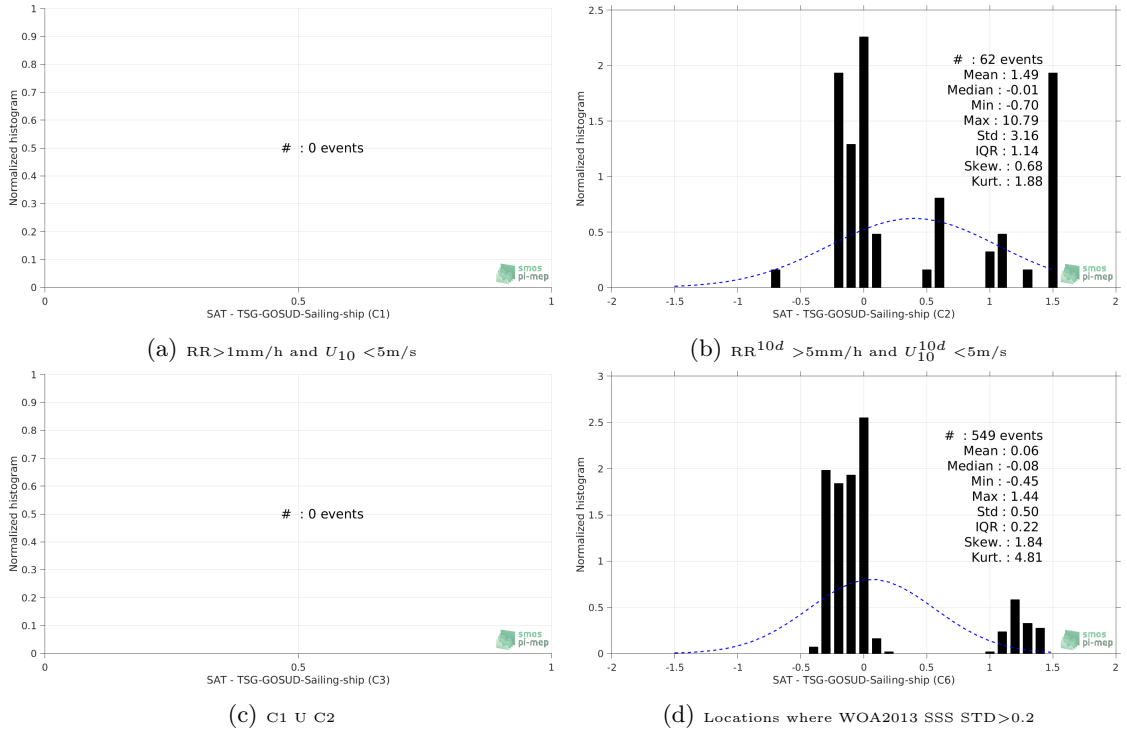 1
0.9
0.8
0.7
0.6
0.5
0.4
0.3
0.2
0.1
0
Normalized histogram
# : 0 events
smos
pi-mep
0 0.5 1
SAT - TSG-GOSUD-Sailing-ship (C1)
(a) RR>1mm/h and U10 <5m/s
2.5
2
1.5
1
0.5
0
Normalized histogram
# : 62 events
Mean : 1.49
Median : -0.01
Min : -0.70
Max : 10.79
Std : 3.16
IQR : 1.14
Skew. : 0.68
Kurt. : 1.88
smos
pi-mep
-2 -1.5 -1 -0.5 0 0.5 1 1.5 2
SAT - TSG-GOSUD-Sailing-ship (C2)
(b) RR10d >5mm/h and U10d10 <5m/s
1
0.9
0.8
0.7
0.6
0.5
0.4
0.3
0.2
0.1
0
Normalized histogram
# : 0 events
smos
pi-mep
0 0.5 1
SAT - TSG-GOSUD-Sailing-ship (C3)
(c) C1 U C2
3
2.5
2
1.5
1
0.5
0
Normalized histogram
# : 549 events
Mean : 0.06
Median : -0.08
Min : -0.45
Max : 1.44
Std : 0.50
IQR : 0.22
Skew. : 1.84
Kurt. : 4.81
smos
pi-mep
-2 -1.5 -1 -0.5 0 0.5 1 1.5 2
SAT - TSG-GOSUD-Sailing-ship (C6)
(d) Locations where WOA2013 SSS STD>0.2